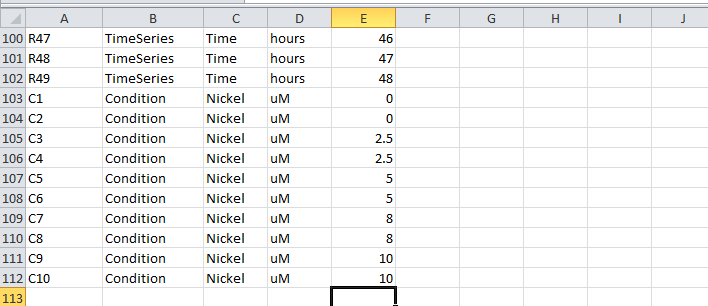 A B C D E F G H I J
100 R47 TimeSeries Time hours 46
101 R48 TimeSeries Time hours 47
102 R49 TimeSeries Time hours 48
103 C1 Condition Nickel uM 0
104 C2 Condition Nickel uM 0
105 C3 Condition Nickel uM 2.5
106 C4 Condition Nickel uM 2.5
107 C5 Condition Nickel uM 5
108 C6 Condition Nickel uM 5
109 C7 Condition Nickel uM 8
110 C8 Condition Nickel uM 8
111 C9 Condition Nickel uM 10
112 C10 Condition Nickel uM 10
113